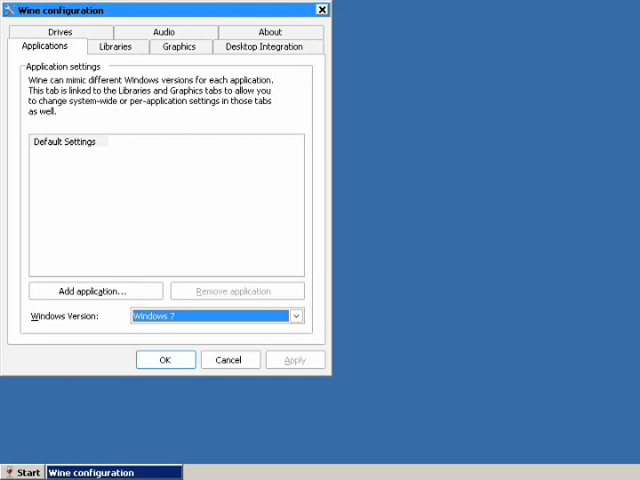 Wine configuration
Drives Audio About
Applications Libraries Graphics Desktop Integration
Application settings
Wine can mimic different Windows versions for each application.
This tab is linked to the Libraries and Graphics tabs to allow you
to change system-wide or per-application settings in those tabs
as well.
Default Settings
Add application... Remove application
Windows Version: Windows 7
OK Cancel Apply
Start Wine configuration